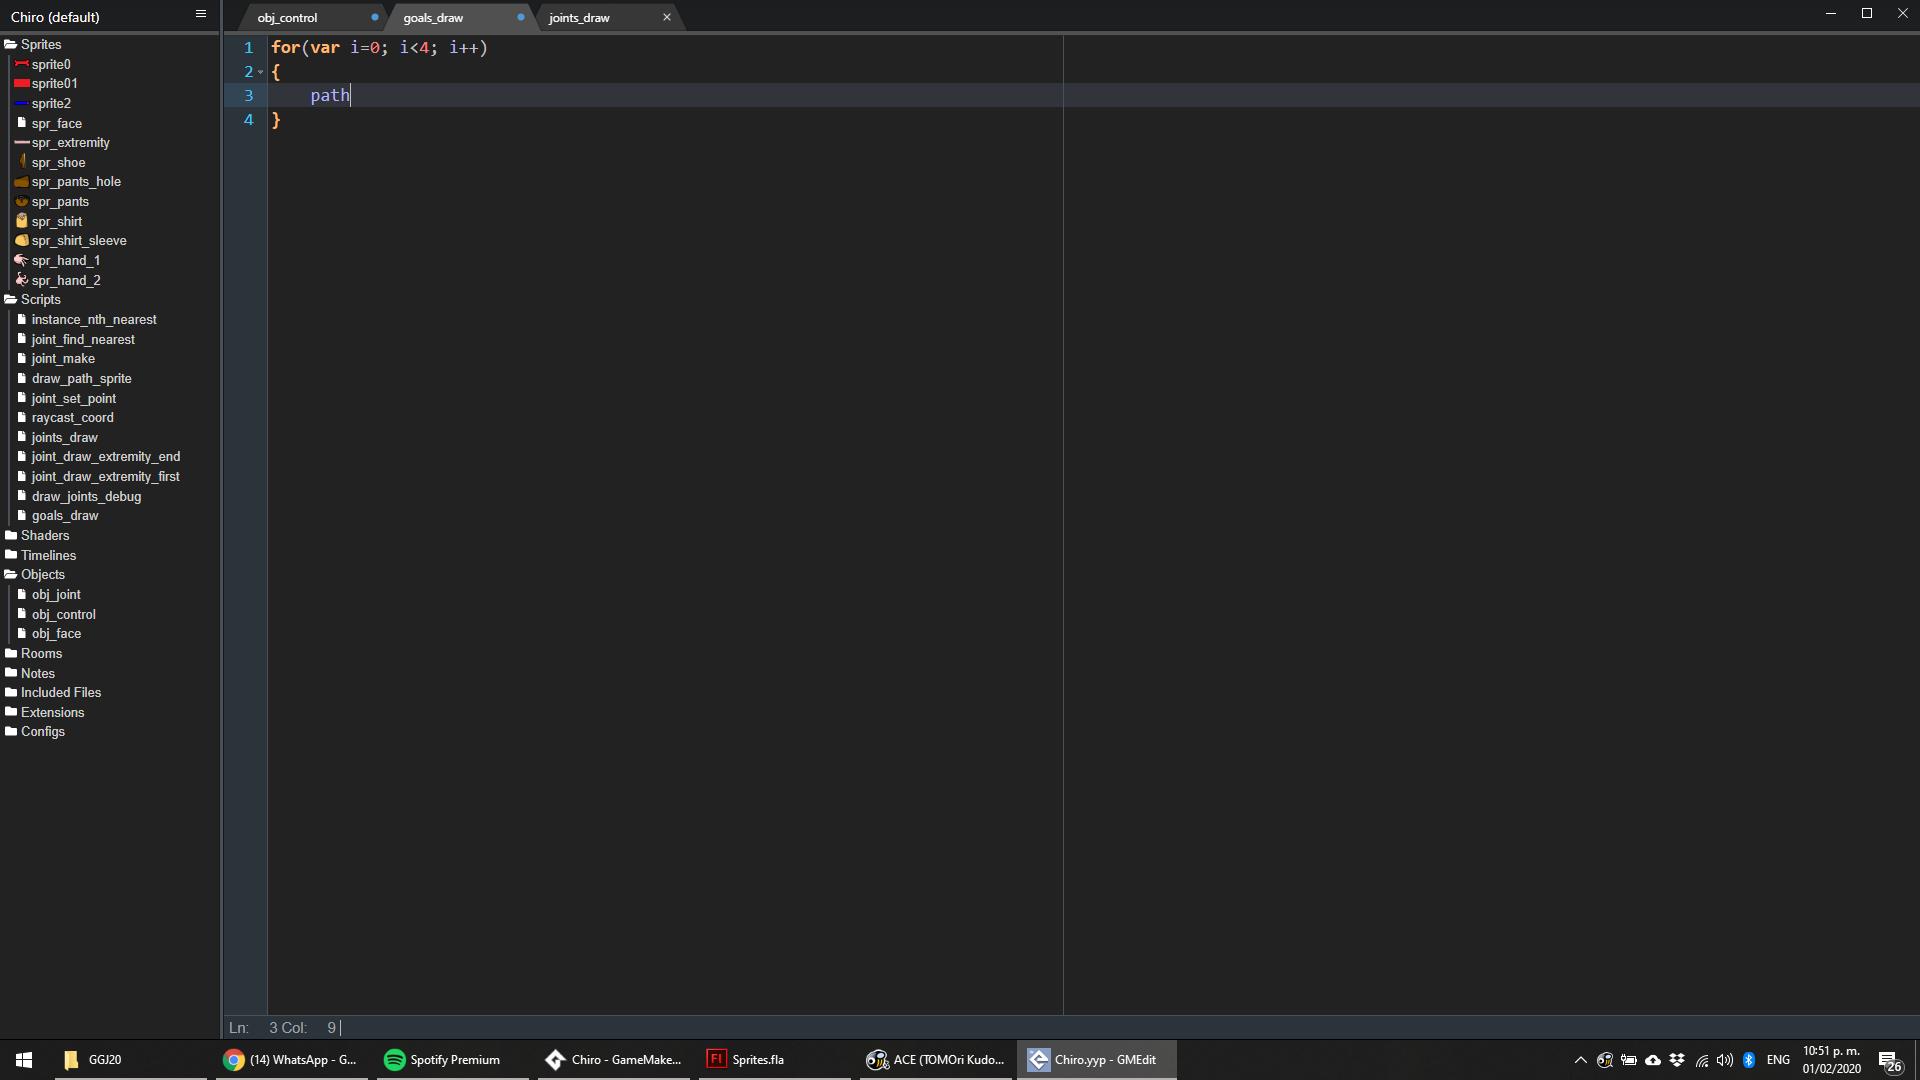 Chiro (default)
obj_control
goals_draw
joints_draw
Sprites
sprite0
sprite01
sprite2
spr_face
spr_extremity
spr_shoe
spr_pants_hole
spr_pants
spr_shirt
spr_shirt_sleeve
spr_hand_1
spr_hand_2
Scripts
instance_nth_nearest
joint_find_nearest
joint_make
draw_path_sprite
joint_set_point
raycast_coord
joints_draw
joint_draw_extremity_end
joint_draw_extremity_first
draw_joints_debug
goals_draw
Shaders
Timelines
Objects
obj_joint
obj_control
obj_face
Rooms
Notes
Included Files
Extensions
Configs
1 for(var i=0; i<4; i++)
2 {
3 path
4 }
Ln: 3 Col: 9
GGJ20
(14) WhatsApp - G...
Spotify Premium
Chiro - GameMake...
Fl Sprites.fla
ACE (TOMOri Kudo...
Chiro.yyp - GMEdit
ENG
10:51 p. m.
01/02/2020
26